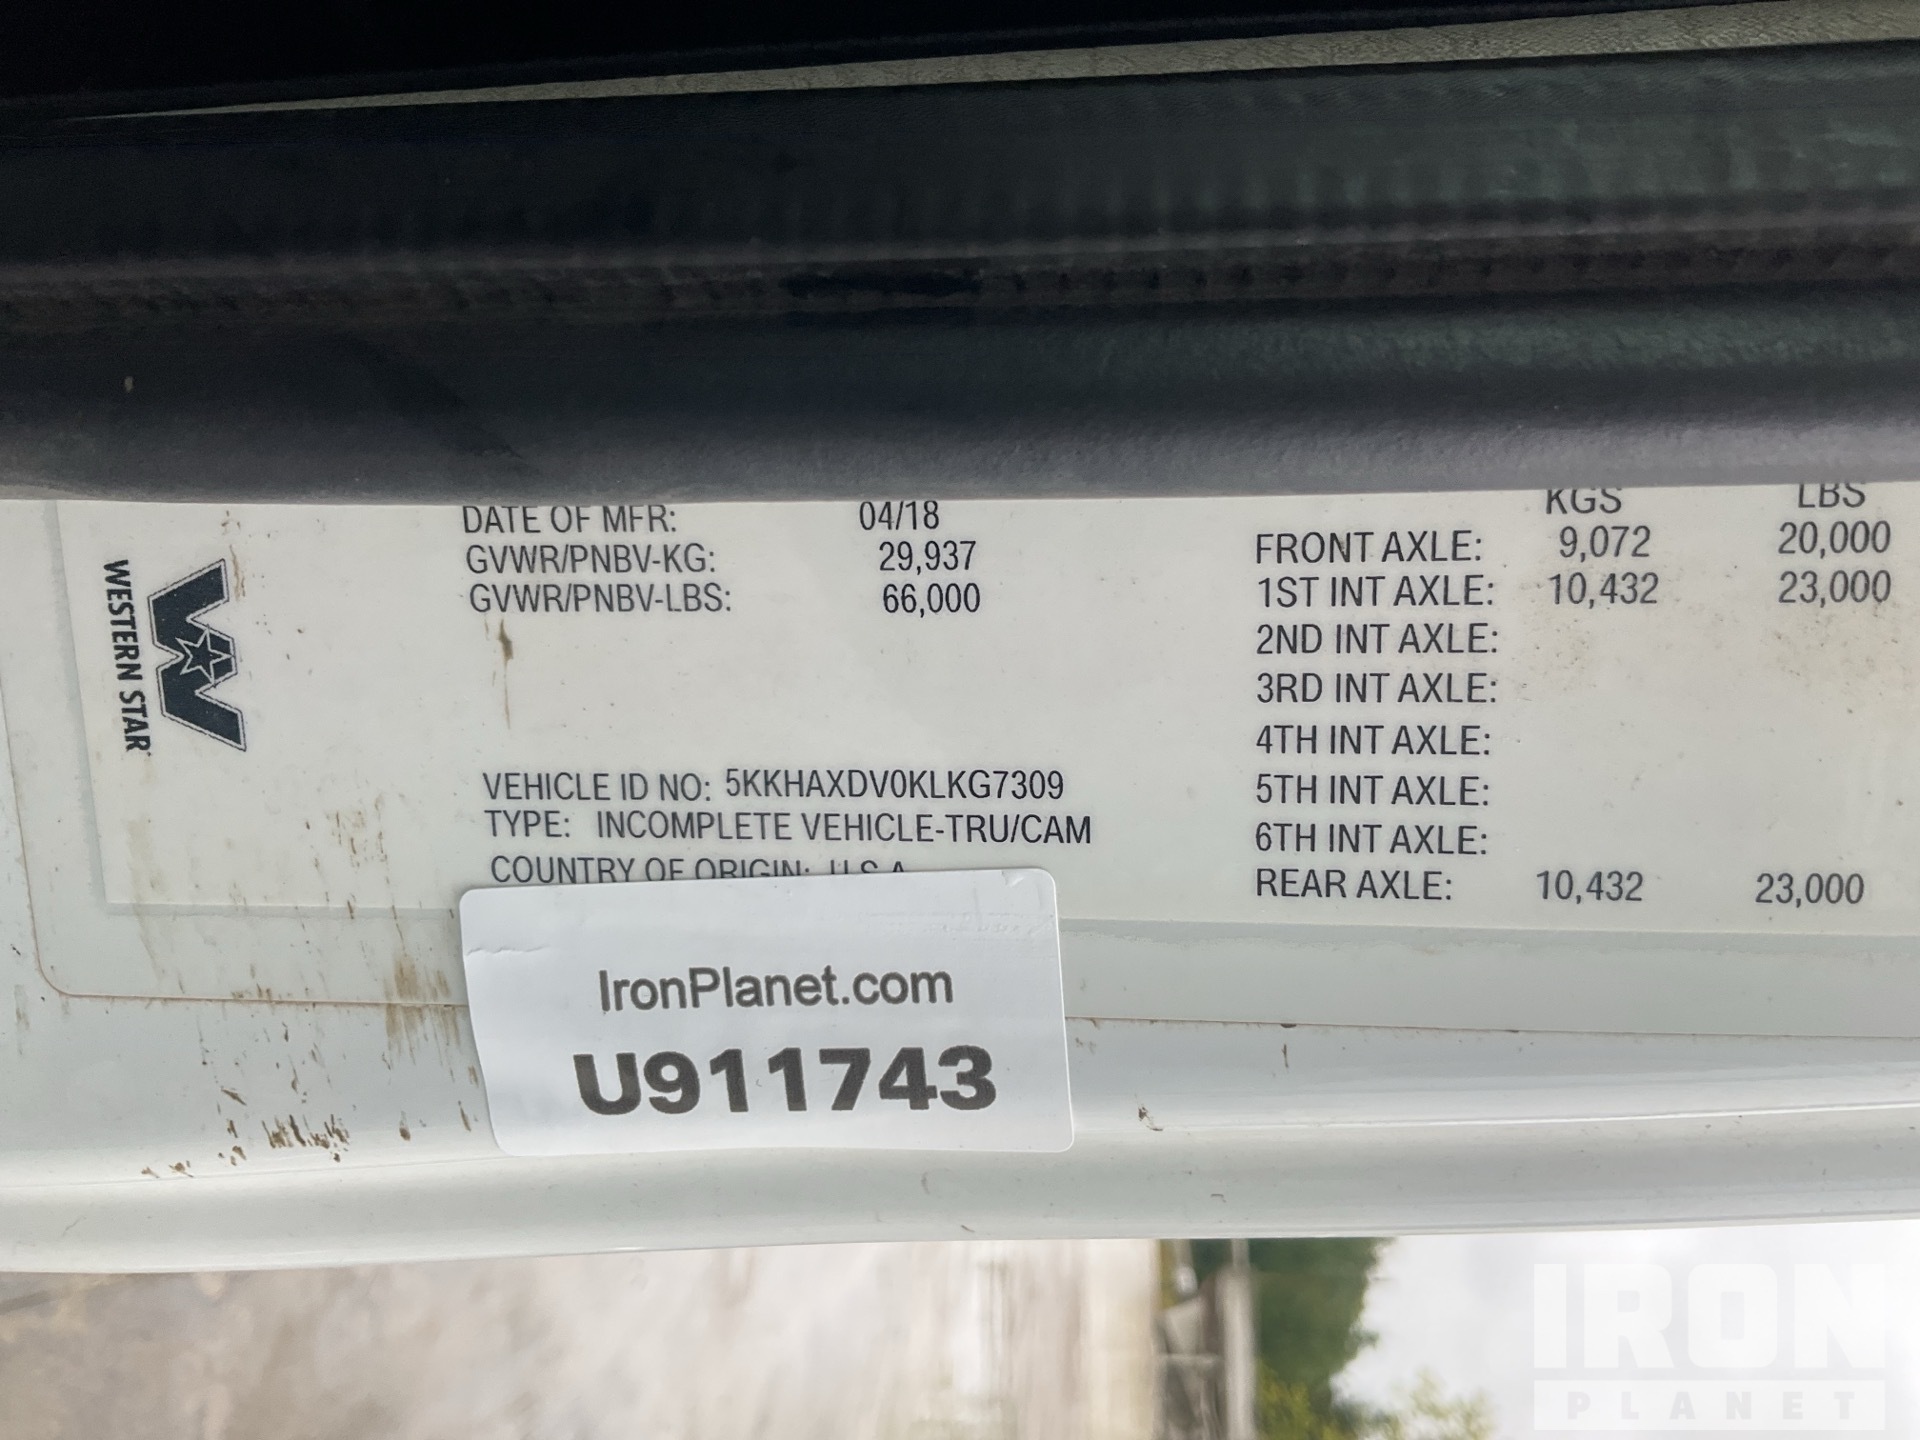 DATE OF MFR: 04/18
GVWR/PNBV-KG: 29,937
GVWR/PNBV-LBS: 66,000
WESTERN STAR
VEHICLE ID NO: 5KKHAXDV0KLKG7309
TYPE: INCOMPLETE VEHICLE-TRU/CAM
COUNTRY OF ORIGIN: U.S.A.
KGS LBS
FRONT AXLE: 9,072 20,000
1ST INT AXLE: 10,432 23,000
2ND INT AXLE:
3RD INT AXLE:
4TH INT AXLE:
5TH INT AXLE:
6TH INT AXLE:
REAR AXLE: 10,432 23,000
IronPlanet.com
U911743
IRON
PLANET